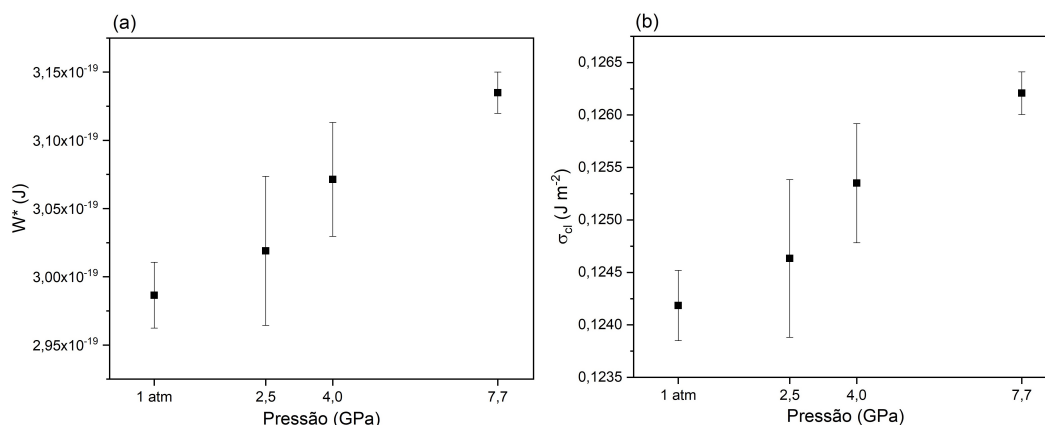 (a)
3,15x10-19
3,10x10-19
3,05x10-19
3,00x10-19
2,95x10-19
W* (J)
1 atm 2,5 4,0 7,7
Pressão (GPa)
(b)
0,1265
0,1260
0,1255
0,1250
0,1245
0,1240
0,1235
σcl (J m-2)
1 atm 2,5 4,0 7,7
Pressão (GPa)